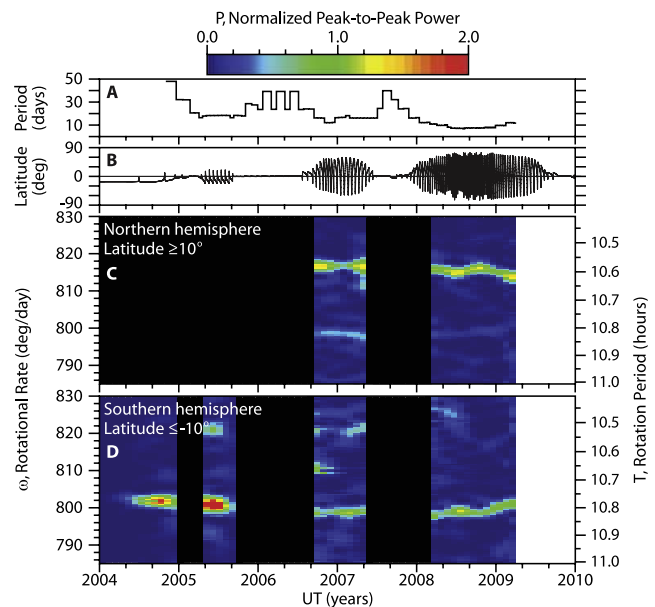 P, Normalized Peak-to-Peak Power
0.0 1.0 2.0
Period (days)
50
40
30
20
10
A
Latitude (deg)
90
0
-90
B
830
820
810
800
790
Northern hemisphere
Latitude ≥10°
C
10.5
10.6
10.7
10.8
10.9
11.0
830
820
810
800
790
Southern hemisphere
Latitude ≤-10°
D
10.5
10.6
10.7
10.8
10.9
11.0
ω, Rotational Rate (deg/day)
T, Rotation Period (hours)
2004 2005 2006 2007 2008 2009 2010
UT (years)